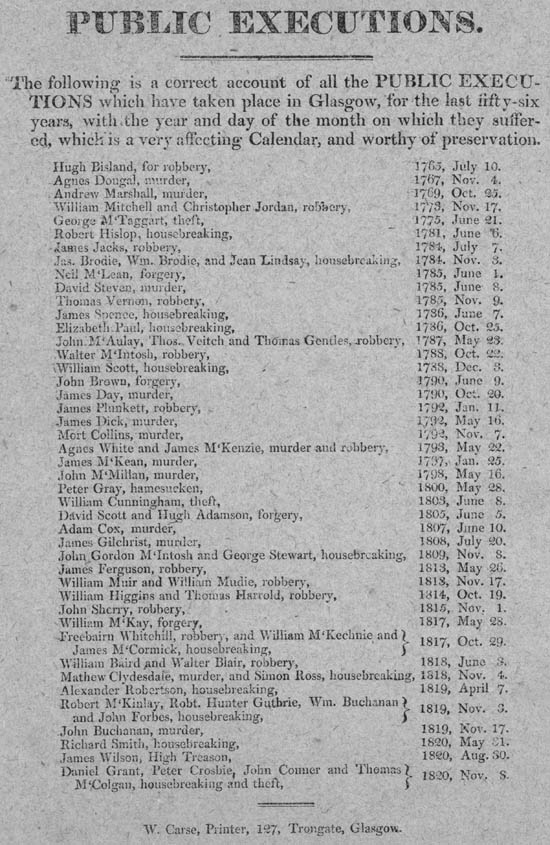 PUBLIC EXECUTIONS.
The following is a correct account of all the PUBLIC EXECU-
TIONS which have taken place in Glasgow, for the last fifty-six
years, with the year and day of the month on which they suffer-
ed, which is a very affecting Calendar, and worthy of preservation.
Hugh Bisland, for robbery, 1765, July 10.
Agnes Dougal, murder, 1767, Nov. 4.
Andrew Marshall, murder, 1769, Oct. 25.
William Mitchell and Christopher Jordan, robbery, 1773, Nov. 17.
George M'Taggart, theft, 1775, June 21.
Robert Hislop, housebreaking, 1781, June 6.
James Jacks, robbery, 1784, July 7.
Jas. Brodie, Wm. Brodie, and Jean Lindsay, housebreaking, 1784. Nov. 3.
Neil M'Lean, forgery, 1785, June 1.
David Steven, murder, 1785, June 8.
Thomas Vernon, robbery, 1785, Nov. 9.
James Spence, housebreaking, 1786, June 7.
Elizabeth Paul, housebreaking, 1786, Oct. 25.
John M'Aulay, Thos. Veitch and Thomas Gentles, robbery, 1787, May 23.
Walter M'Intosh, robbery, 1788, Oct. 22.
William Scott, housebreaking, 1788, Dec. 3.
John Brown, forgery, 1790, June 9.
James Day, murder, 1790, Oct. 20.
James Plunkett, robbery, 1792, Jan. 11.
James Dick, murder, 1792, May 16.
Mort Collins, murder, 1792, Nov. 7.
Agnes White and James M'Kenzie, murder and robbery, 1793, May 22.
James M'Kean, murder, 1797, Jan. 25.
John M'Millan, murder, 1798, May 16.
Peter Gray, hamesucken, 1800, May 28.
William Cunningham, theft, 1803, June 8.
David Scott and Hugh Adamson, forgery, 1805, June 5.
Adam Cox, murder, 1807, June 10.
James Gilchrist, murder, 1808, July 20.
John Gordon M'Intosh and George Stewart, housebreaking, 1809, Nov. 8.
James Ferguson, robbery, 1813, May 26.
William Muir and William Mudie, robbery, 1813, Nov. 17.
William Higgins and Thomas Harrold, robbery, 1814, Oct. 19.
John Sherry, robbery, 1815, Nov. 1.
William M'Kay, forgery, 1817, May 28.
Freebairn Whitehill, robbery, and William M'Kechnie and
James M'Cormick, housebreaking, 1817, Oct. 29.
William Baird and Walter Blair, robbery, 1818, June 3.
Mathew Clydesdale, murder, and Simon Ross, housebreaking, 1818, Nov. 4.
Alexander Robertson, housebreaking, 1819, April 7.
Robert M'Kinlay, Robt. Hunter Guthrie, Wm. Buchanan
and John Forbes, housebreaking, 1819, Nov. 3.
John Buchanan, murder, 1819, Nov. 17.
Richard Smith, housebreaking, 1820, May 31.
James Wilson, High Treason, 1820, Aug. 30.
Daniel Grant, Peter Crosbie, John Conner and Thomas
M'Colgan, housebreaking and theft, 1820, Nov. 8.
W. Carse, Printer, 127, Trongate, Glasgow.